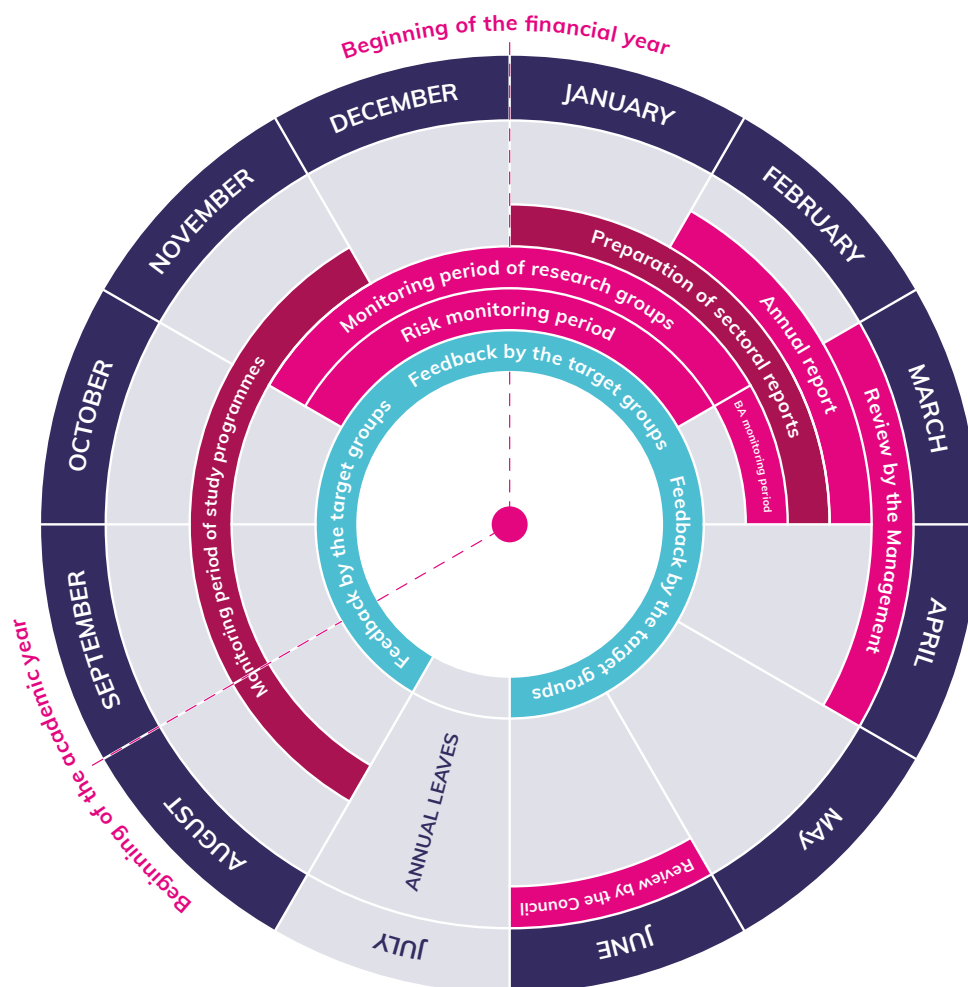 Beginning of the financial year
JANUARY
FEBRUARY
MARCH
APRIL
MAY
JUNE
JULY
AUGUST
SEPTEMBER
OCTOBER
NOVEMBER
DECEMBER
Beginning of the academic year
Preparation of sectoral reports
Annual report
Review by the Management
Monitoring period of research groups
Risk monitoring period
BA monitoring period
Feedback by the target groups
Feedback by the target groups
Feedback by the target groups
Monitoring period of study programmes
Review by the Council
ANNUAL LEAVES